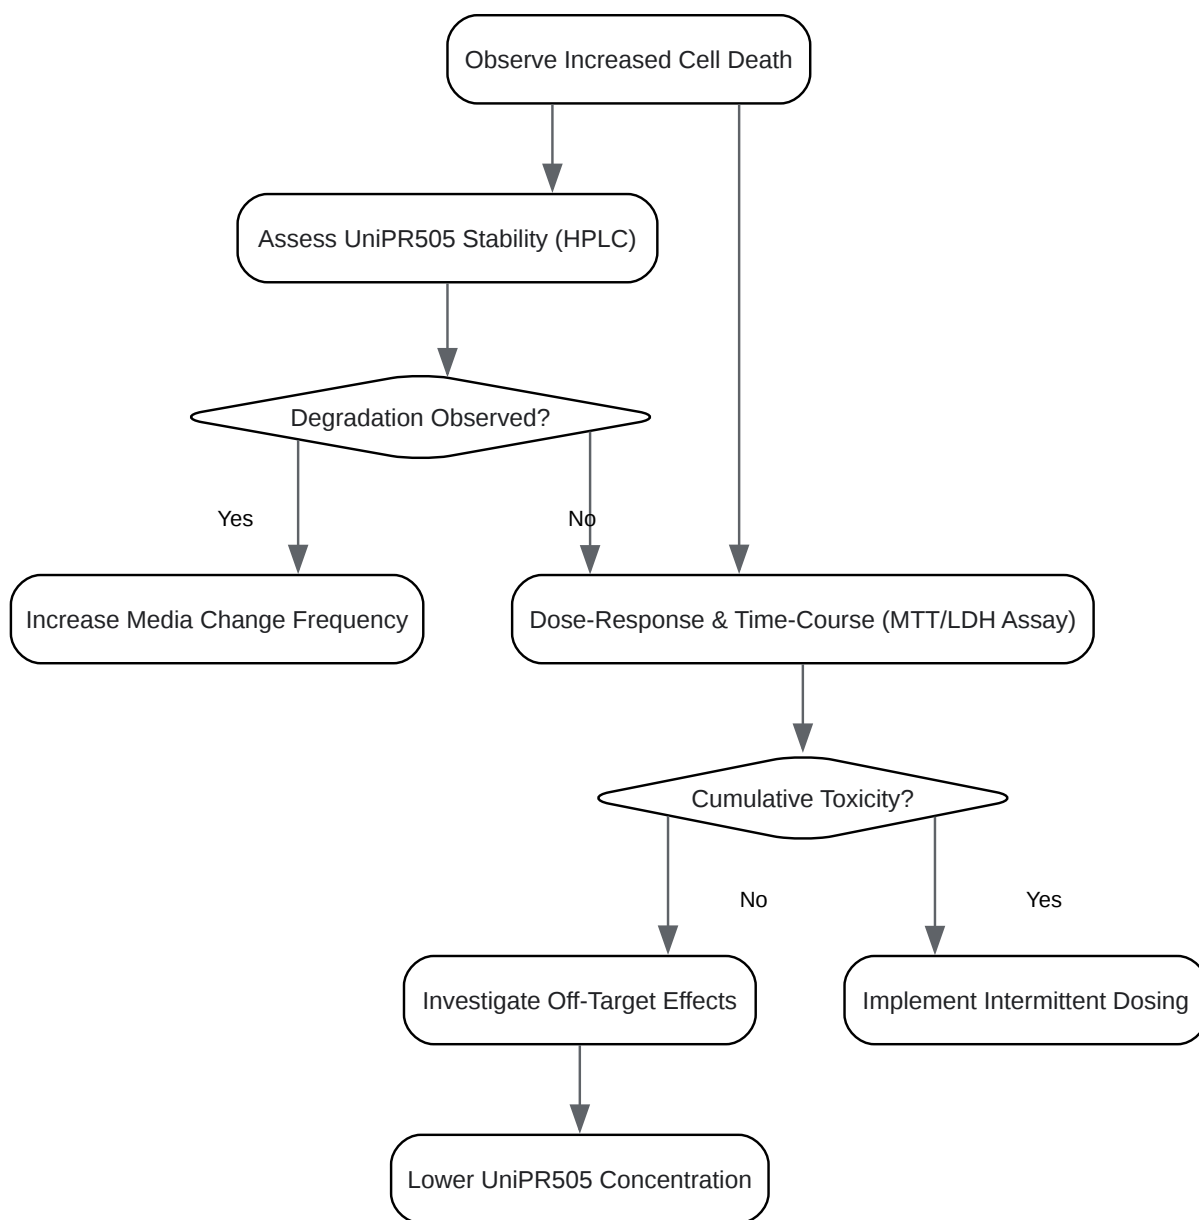 Observe Increased Cell Death
Assess UniPR505 Stability (HPLC)
Degradation Observed?
Yes
No
Increase Media Change Frequency
Dose-Response & Time-Course (MTT/LDH Assay)
Cumulative Toxicity?
No
Yes
Investigate Off-Target Effects
Implement Intermittent Dosing
Lower UniPR505 Concentration